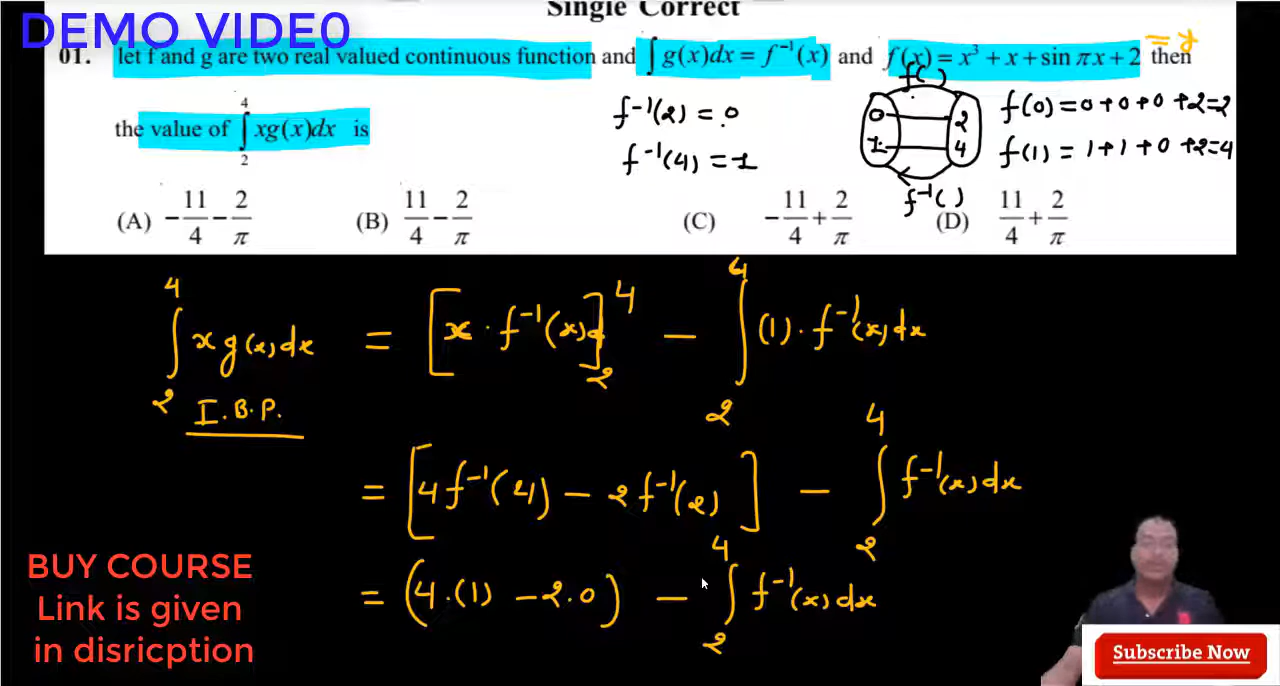 Single Correct
DEMO VIDEO
01. let f and g are two real valued continuous function and ∫ g(x)dx = f⁻¹(x) and f(x) = x³ + x + sin πx + 2 = y then
the value of ∫₂⁴ xg(x)dx is
f⁻¹(2) = 0
f⁻¹(4) = 1
f( )
0 2
1 4
f⁻¹( )
f(0) = 0+0+0+2=2
f(1) = 1+1+0+2=4
(A) -11/4 - 2/π (B) 11/4 - 2/π (C) -11/4 + 2/π (D) 11/4 + 2/π
∫₂⁴ x g(x)dx = [x · f⁻¹(x)]₂⁴ - ∫₂⁴ (1) · f⁻¹(x)dx
I.B.P.
= [4f⁻¹(4) - 2f⁻¹(2)] - ∫₂⁴ f⁻¹(x)dx
= (4·(1) - 2·0) - ∫₂⁴ f⁻¹(x)dx
BUY COURSE
Link is given
in disricption
Subscribe Now